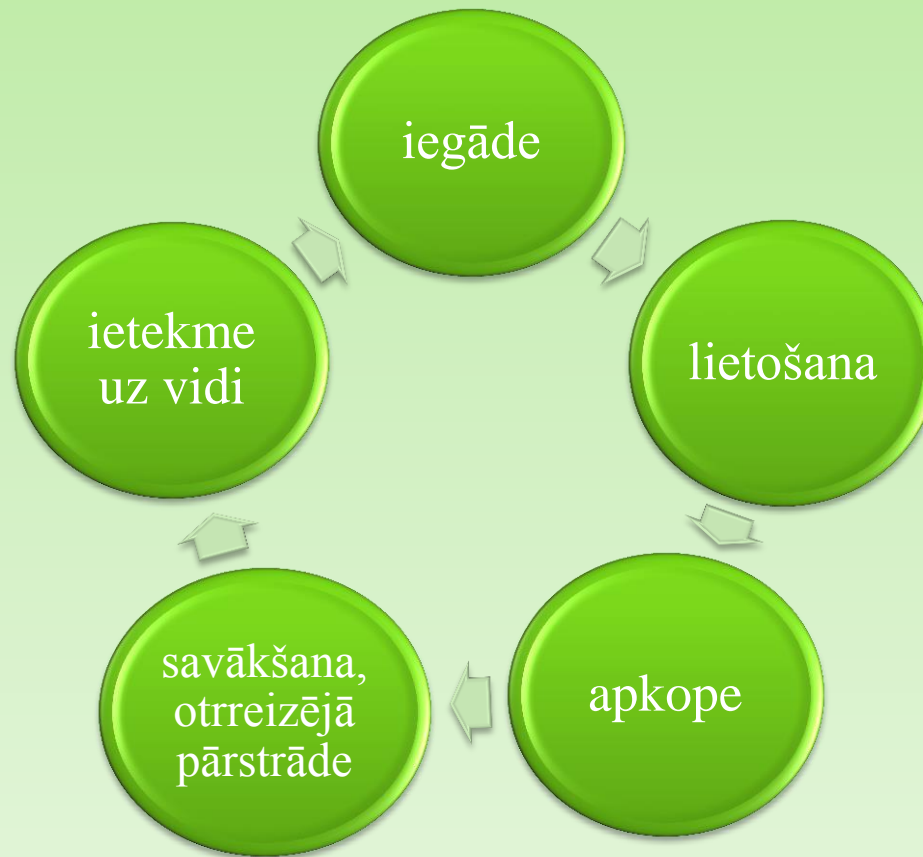 iegāde
lietošana
apkope
savākšana,
otrreizējā
pārstrāde
ietekme
uz vidi